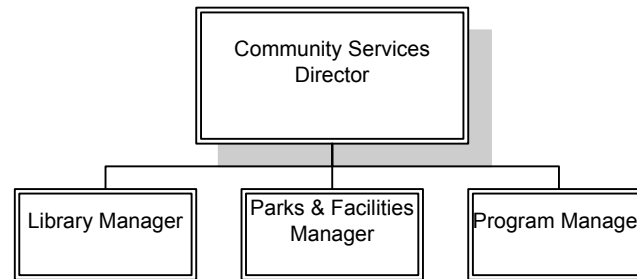 Community Services
Director
Library Manager
Parks & Facilities
Manager
Program Manage